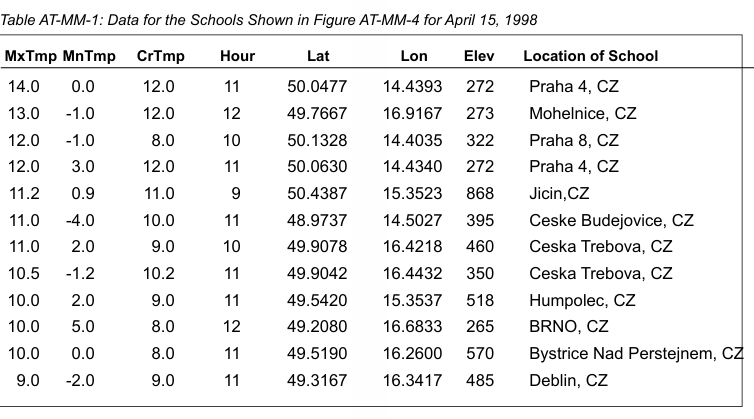 Table AT-MM-1: Data for the Schools Shown in Figure AT-MM-4 for April 15, 1998
MxTmp MnTmp CrTmp Hour Lat Lon Elev Location of School
14.0 0.0 12.0 11 50.0477 14.4393 272 Praha 4, CZ
13.0 -1.0 12.0 12 49.7667 16.9167 273 Mohelnice, CZ
12.0 -1.0 8.0 10 50.1328 14.4035 322 Praha 8, CZ
12.0 3.0 12.0 11 50.0630 14.4340 272 Praha 4, CZ
11.2 0.9 11.0 9 50.4387 15.3523 868 Jicin,CZ
11.0 -4.0 10.0 11 48.9737 14.5027 395 Ceske Budejovice, CZ
11.0 2.0 9.0 10 49.9078 16.4218 460 Ceska Trebova, CZ
10.5 -1.2 10.2 11 49.9042 16.4432 350 Ceska Trebova, CZ
10.0 2.0 9.0 11 49.5420 15.3537 518 Humpolec, CZ
10.0 5.0 8.0 12 49.2080 16.6833 265 BRNO, CZ
10.0 0.0 8.0 11 49.5190 16.2600 570 Bystrice Nad Perstejnem, CZ
9.0 -2.0 9.0 11 49.3167 16.3417 485 Deblin, CZ